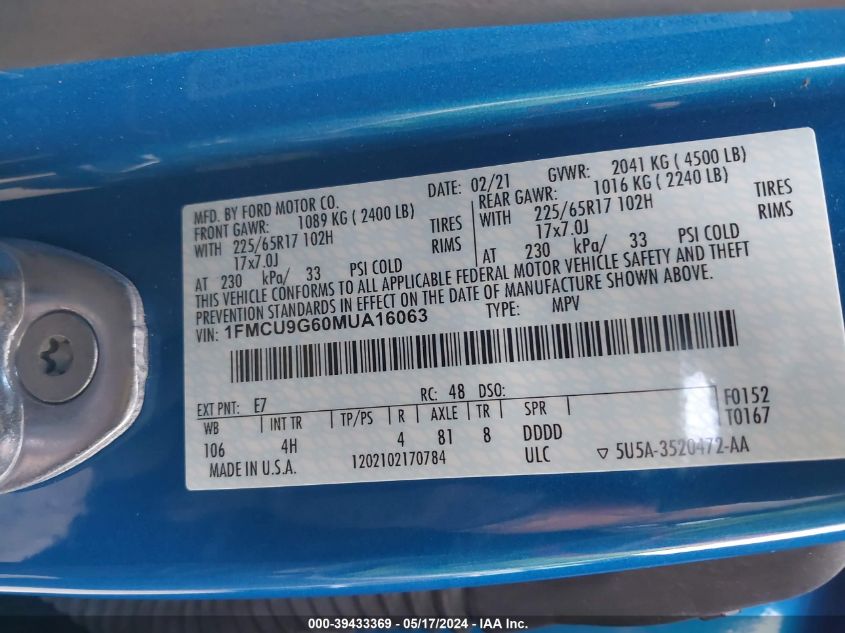 MFD. BY FORD MOTOR CO. DATE: 02/21 GVWR: 2041 KG ( 4500 LB)
FRONT GAWR: 1089 KG ( 2400 LB) REAR GAWR: 1016 KG ( 2240 LB)
WITH 225/65R17 102H TIRES WITH 225/65R17 102H TIRES
17x7.0J RIMS 17x7.0J RIMS
AT 230 kPa/ 33 PSI COLD AT 230 kPa/ 33 PSI COLD
THIS VEHICLE CONFORMS TO ALL APPLICABLE FEDERAL MOTOR VEHICLE SAFETY AND THEFT
PREVENTION STANDARDS IN EFFECT ON THE DATE OF MANUFACTURE SHOWN ABOVE.
VIN: 1FMCU9G60MUA16063 TYPE: MPV
EXT PNT: E7 RC: 48 DSO: F0152
WB INT TR TP/PS R AXLE TR SPR T0167
106 4H 4 81 8 DDDD
MADE IN U.S.A. 1202102170784 ULC ▽ 5U5A-3520472-AA
000-39433369 - 05/17/2024 - IAA Inc.